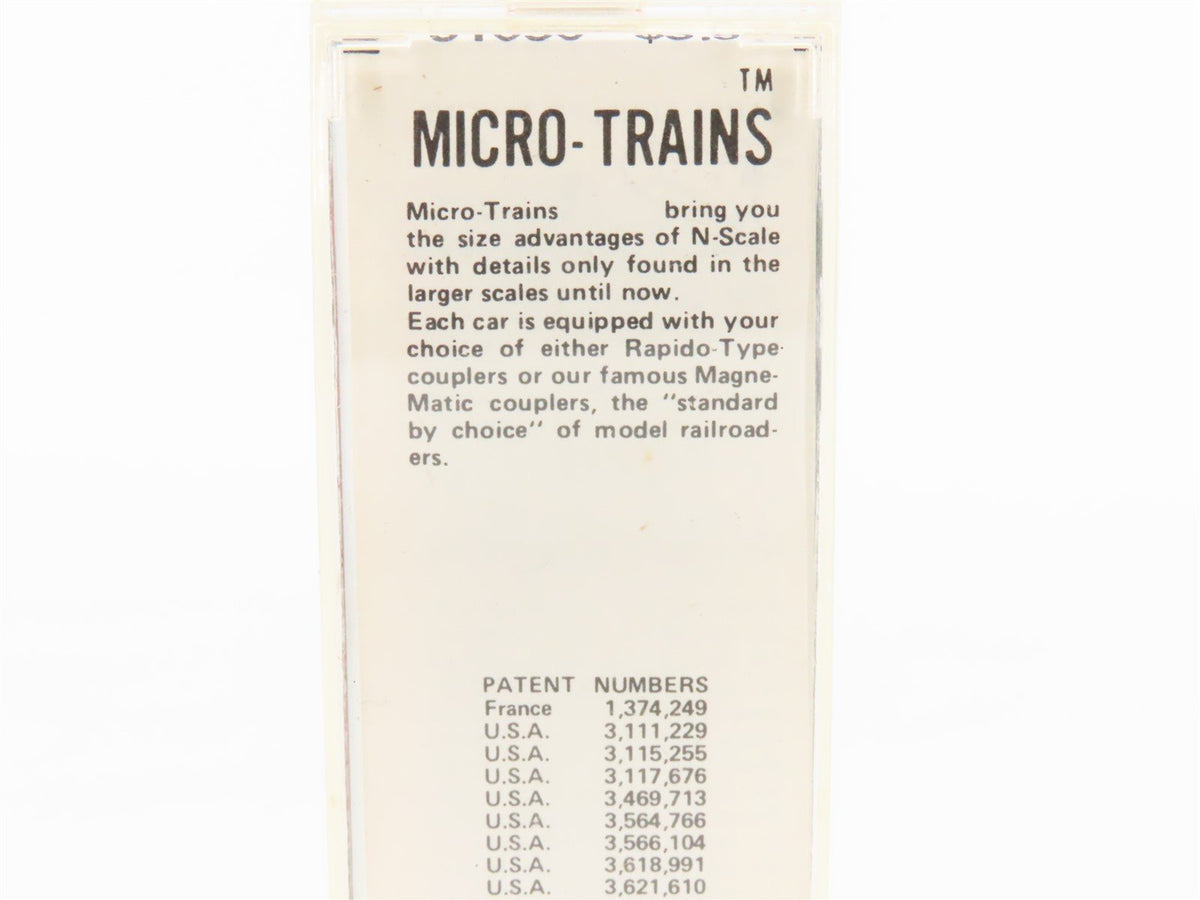 TM
MICRO-TRAINS
Micro-Trains bring you
the size advantages of N-Scale
with details only found in the
larger scales until now.
Each car is equipped with your
choice of either Rapido-Type
couplers or our famous Magne-
Matic couplers, the "standard
by choice" of model railroad-
ers.
PATENT NUMBERS
France 1,374,249
U.S.A. 3,111,229
U.S.A. 3,115,255
U.S.A. 3,117,676
U.S.A. 3,469,713
U.S.A. 3,564,766
U.S.A. 3,566,104
U.S.A. 3,618,991
U.S.A. 3,621,610